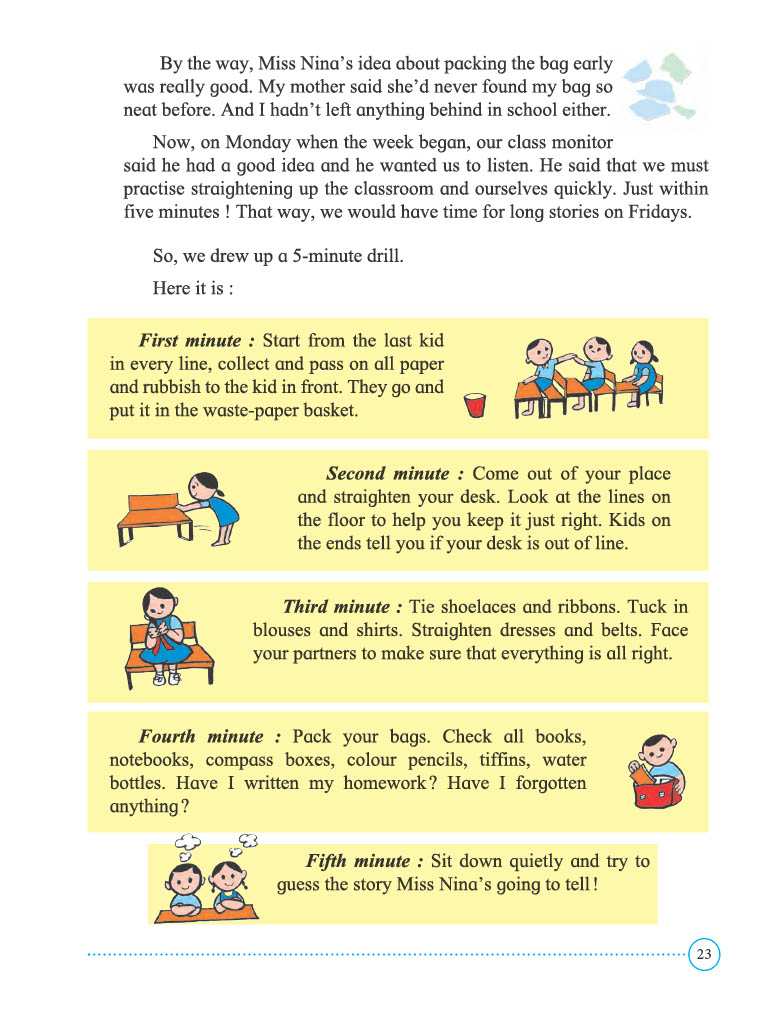 By the way, Miss Nina's idea about packing the bag early
was really good. My mother said she'd never found my bag so
neat before. And I hadn't left anything behind in school either.
Now, on Monday when the week began, our class monitor
said he had a good idea and he wanted us to listen. He said that we must
practise straightening up the classroom and ourselves quickly. Just within
five minutes ! That way, we would have time for long stories on Fridays.
So, we drew up a 5-minute drill.
Here it is :
First minute : Start from the last kid
in every line, collect and pass on all paper
and rubbish to the kid in front. They go and
put it in the waste-paper basket.
Second minute : Come out of your place
and straighten your desk. Look at the lines on
the floor to help you keep it just right. Kids on
the ends tell you if your desk is out of line.
Third minute : Tie shoelaces and ribbons. Tuck in
blouses and shirts. Straighten dresses and belts. Face
your partners to make sure that everything is all right.
Fourth minute : Pack your bags. Check all books,
notebooks, compass boxes, colour pencils, tiffins, water
bottles. Have I written my homework? Have I forgotten
anything?
Fifth minute : Sit down quietly and try to
guess the story Miss Nina's going to tell!
23